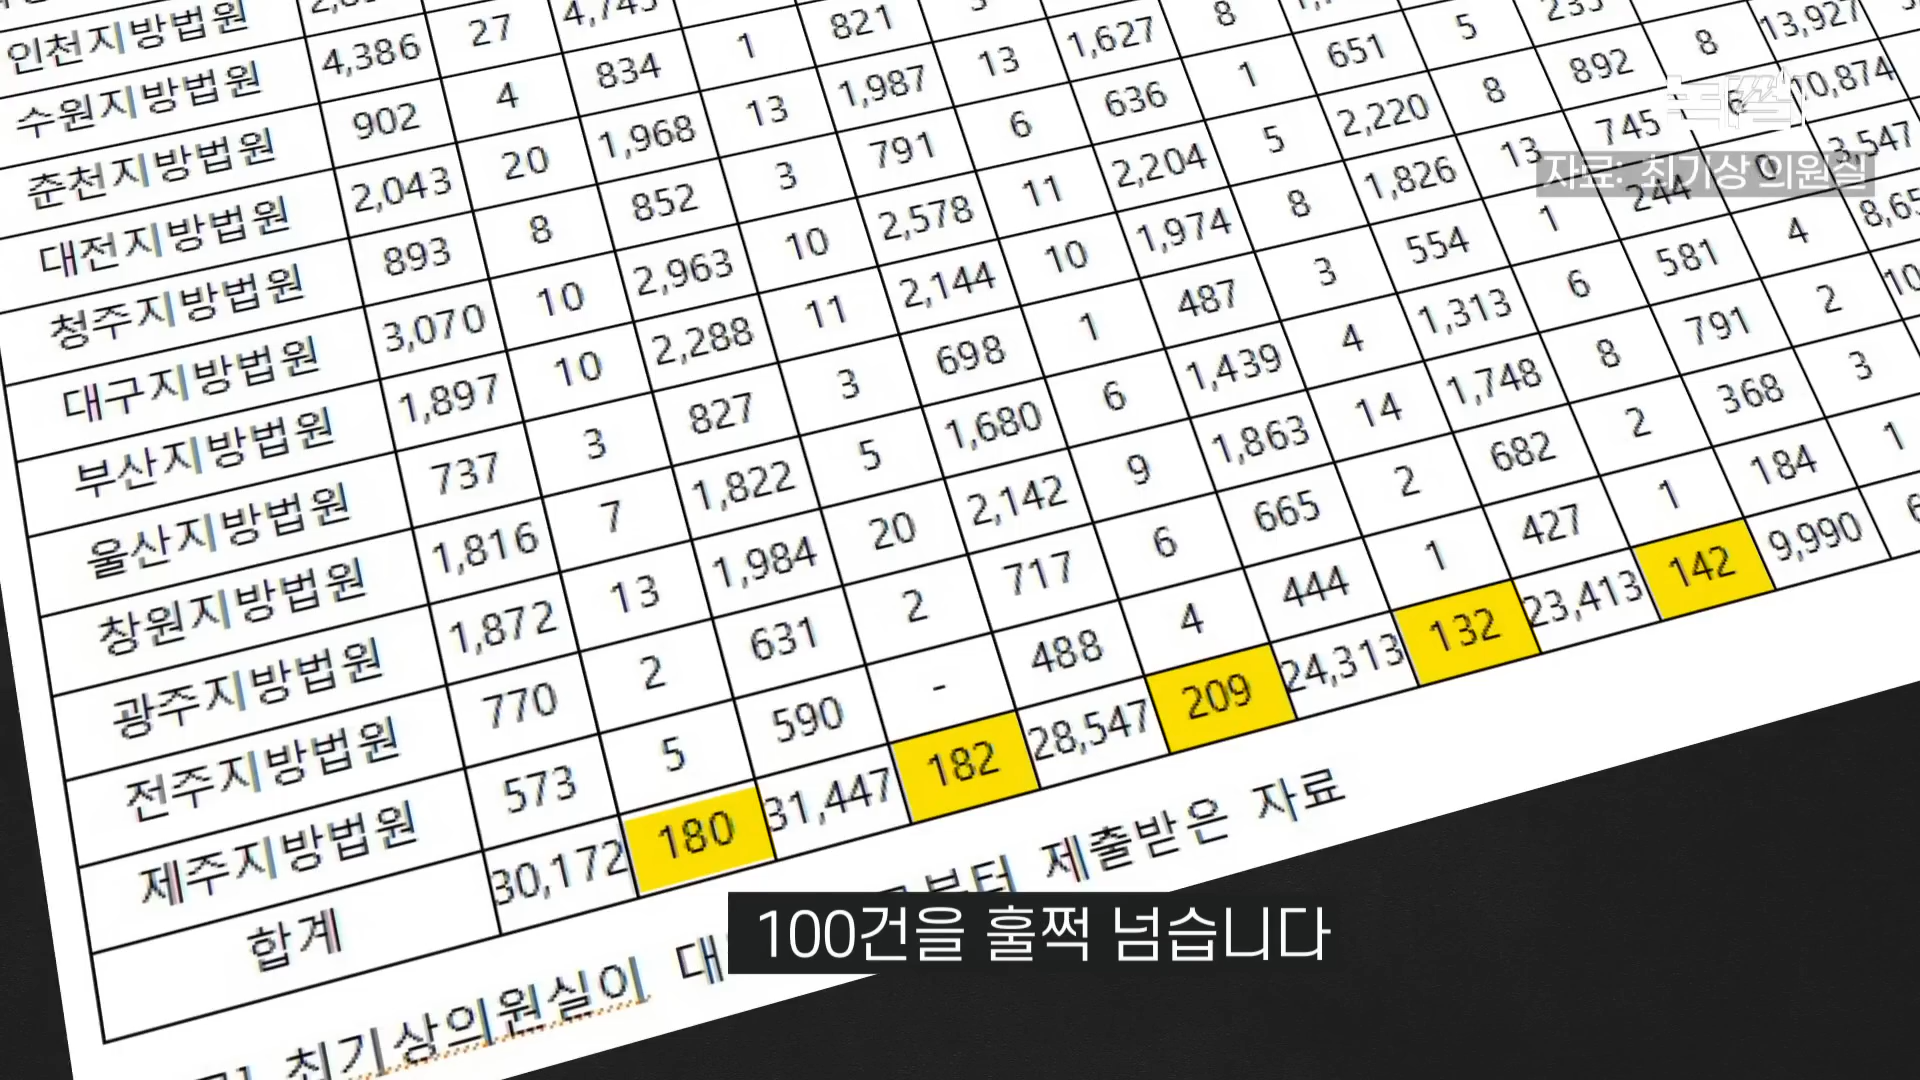 인천지방법원
수원지방법원 4,386 27
춘천지방법원 902 4 834 1 821
대전지방법원 2,043 20 1,968 13 1,987 13 1,627 8
청주지방법원 893 8 852 3 791 6 636 1 651 5
대구지방법원 3,070 10 2,963 10 2,578 11 2,204 5 2,220 8 892 8 13,927
부산지방법원 1,897 10 2,288 11 2,144 10 1,974 8 1,826 13 745 6 10,874
울산지방법원 737 3 827 3 698 1 487 3 554 1 244 0 3,547
창원지방법원 1,816 7 1,822 5 1,680 6 1,439 4 1,313 6 581 4
광주지방법원 1,872 13 1,984 20 2,142 9 1,863 14 1,748 8 791 2
전주지방법원 770 2 631 2 717 6 665 2 682 2 368 3
제주지방법원 573 5 590 - 488 4 444 1 427 1 184 1
합계 30,172 180 31,447 182 28,547 209 24,313 132 23,413 142 9,990
최기상의원실이 제출받은 자료
자료: 최기상 의원실
100건을 훌쩍 넘습니다